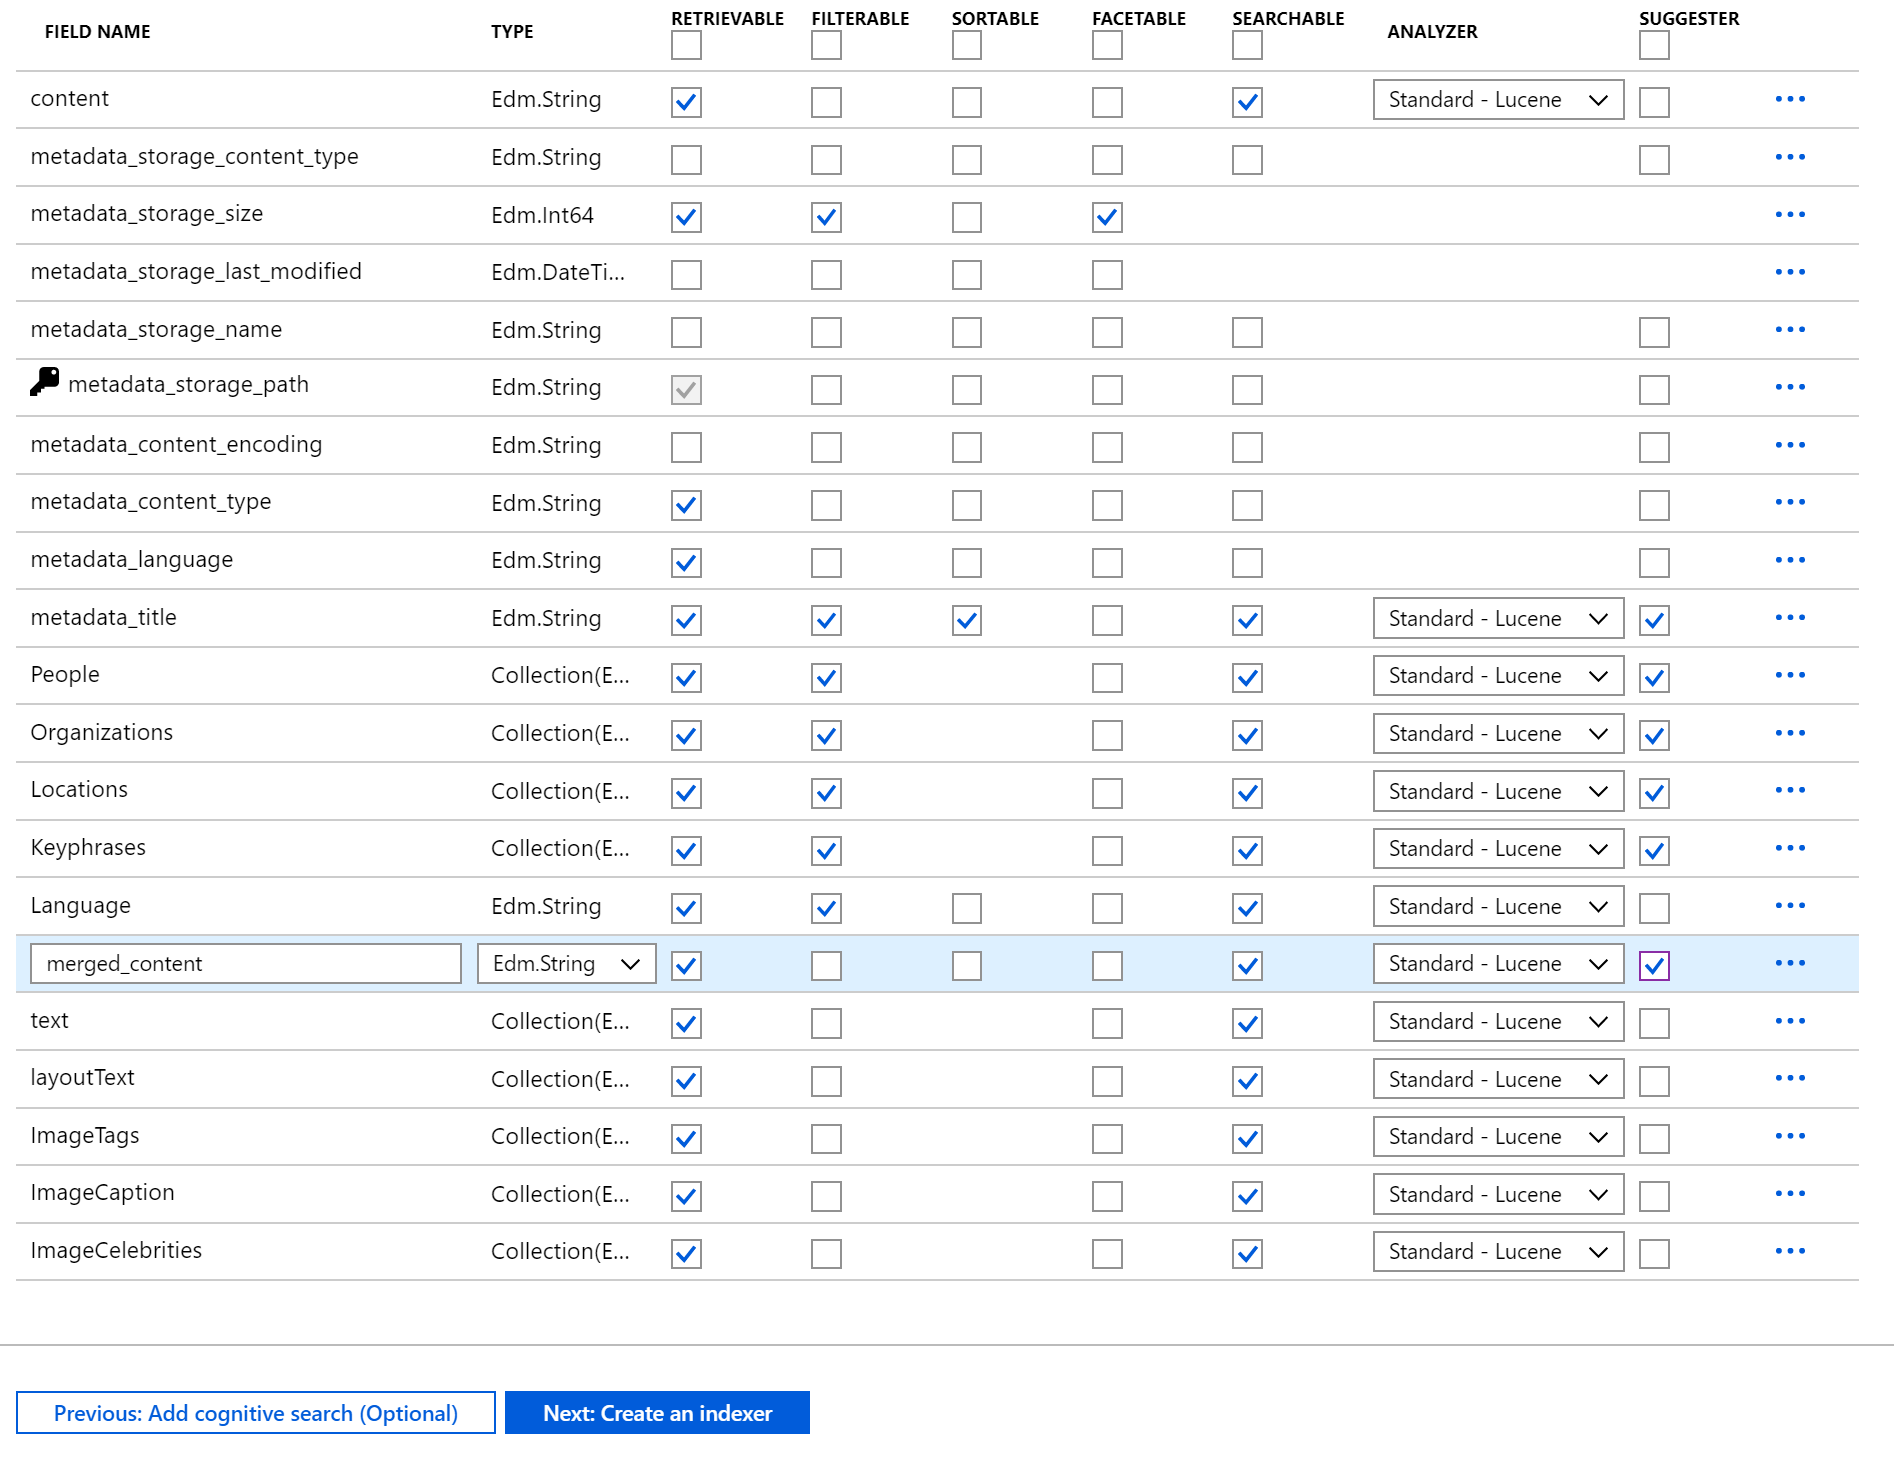 FIELD NAME TYPE RETRIEVABLE FILTERABLE SORTABLE FACETABLE SEARCHABLE ANALYZER SUGGESTER
content Edm.String Standard - Lucene
metadata_storage_content_type Edm.String
metadata_storage_size Edm.Int64
metadata_storage_last_modified Edm.DateTi...
metadata_storage_name Edm.String
metadata_storage_path Edm.String
metadata_content_encoding Edm.String
metadata_content_type Edm.String
metadata_language Edm.String
metadata_title Edm.String Standard - Lucene
People Collection(E... Standard - Lucene
Organizations Collection(E... Standard - Lucene
Locations Collection(E... Standard - Lucene
Keyphrases Collection(E... Standard - Lucene
Language Edm.String Standard - Lucene
merged_content Edm.String Standard - Lucene
text Collection(E... Standard - Lucene
layoutText Collection(E... Standard - Lucene
ImageTags Collection(E... Standard - Lucene
ImageCaption Collection(E... Standard - Lucene
ImageCelebrities Collection(E... Standard - Lucene
Previous: Add cognitive search (Optional) Next: Create an indexer